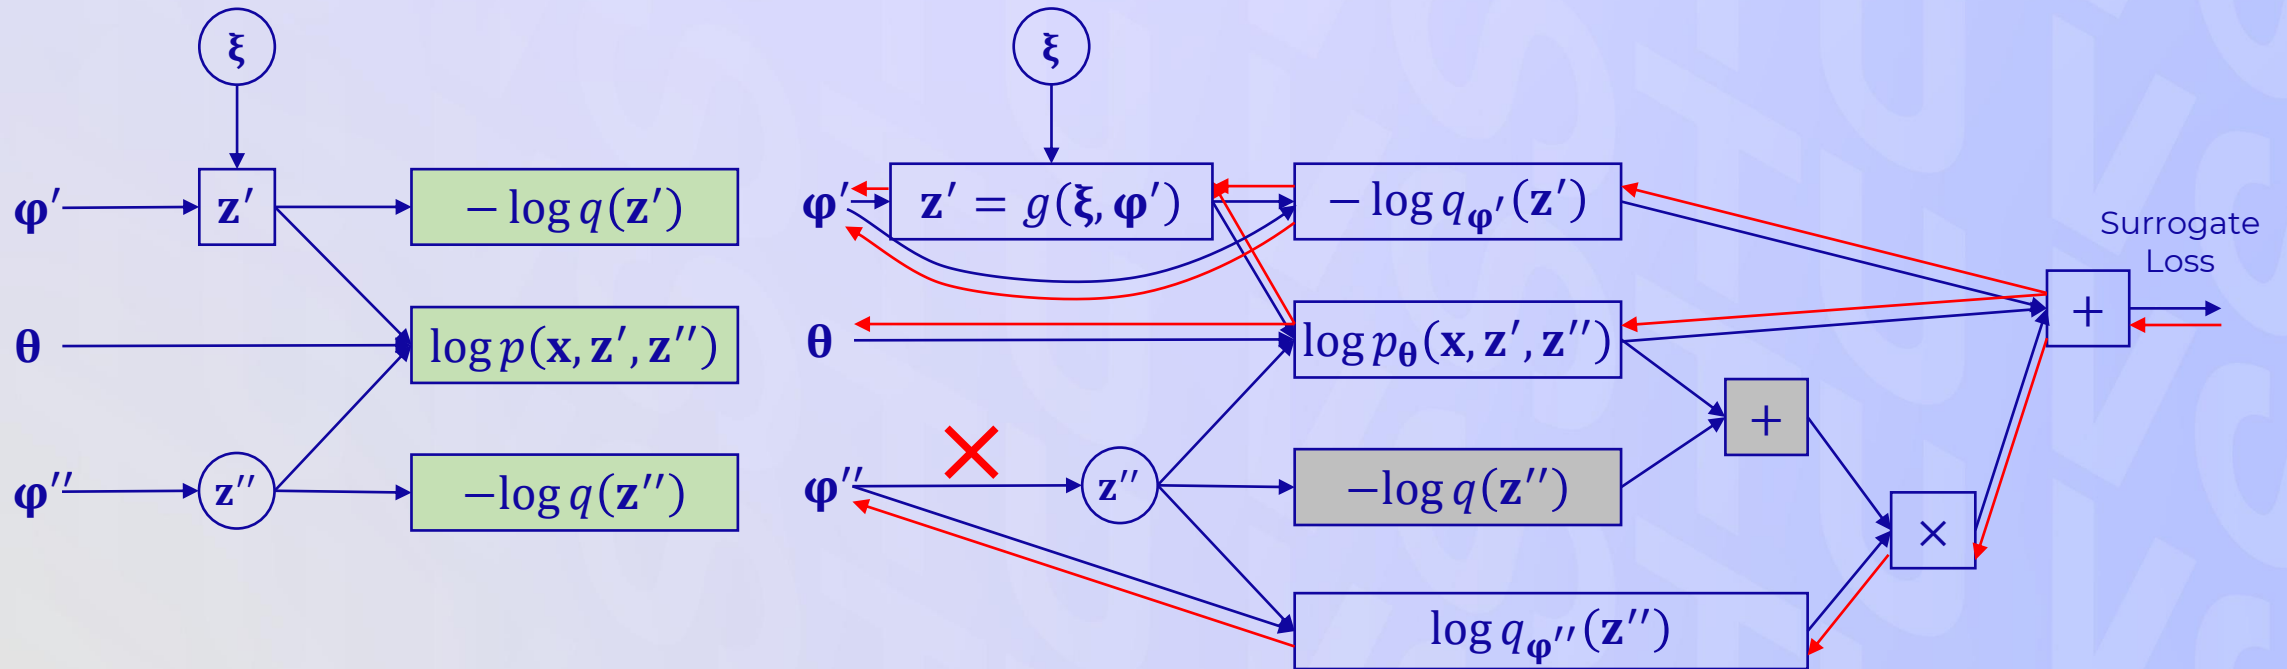 ξ
φ′
z′
− log q(z′)
θ
log p(x, z′, z″)
φ″
z″
−log q(z″)
ξ
φ′
z′ = g(ξ, φ′)
− log q_φ′(z′)
Surrogate
Loss
+
θ
log p_θ(x, z′, z″)
+
φ″
z″
−log q(z″)
×
log q_φ″(z″)